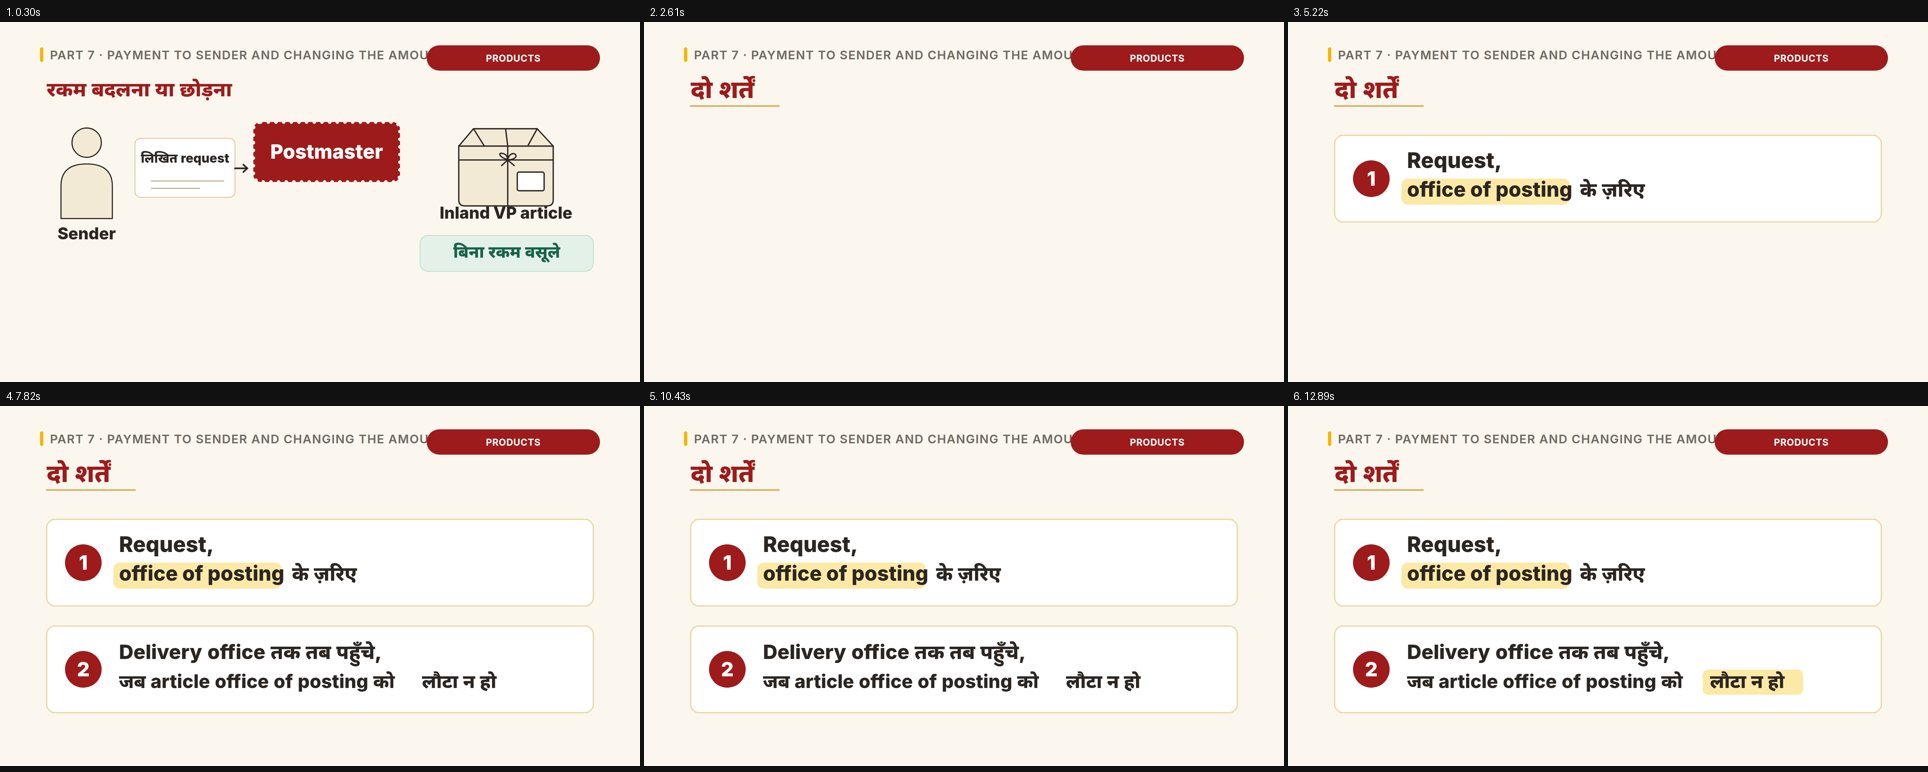 1. 0.30s
PART 7 · PAYMENT TO SENDER AND CHANGING THE AMOU
PRODUCTS
रकम बदलना या छोड़ना
लिखित request
Postmaster
Sender
Inland VP article
बिना रकम वसूले
2. 2.61s
PART 7 · PAYMENT TO SENDER AND CHANGING THE AMOU
PRODUCTS
दो शर्तें
3. 5.22s
PART 7 · PAYMENT TO SENDER AND CHANGING THE AMOU
PRODUCTS
दो शर्तें
1
Request,
office of posting के ज़रिए
4. 7.82s
PART 7 · PAYMENT TO SENDER AND CHANGING THE AMOU
PRODUCTS
दो शर्तें
1
Request,
office of posting के ज़रिए
2
Delivery office तक तब पहुँचे,
जब article office of posting को लौटा न हो
5. 10.43s
PART 7 · PAYMENT TO SENDER AND CHANGING THE AMOU
PRODUCTS
दो शर्तें
1
Request,
office of posting के ज़रिए
2
Delivery office तक तब पहुँचे,
जब article office of posting को लौटा न हो
6. 12.89s
PART 7 · PAYMENT TO SENDER AND CHANGING THE AMOU
PRODUCTS
दो शर्तें
1
Request,
office of posting के ज़रिए
2
Delivery office तक तब पहुँचे,
जब article office of posting को लौटा न हो